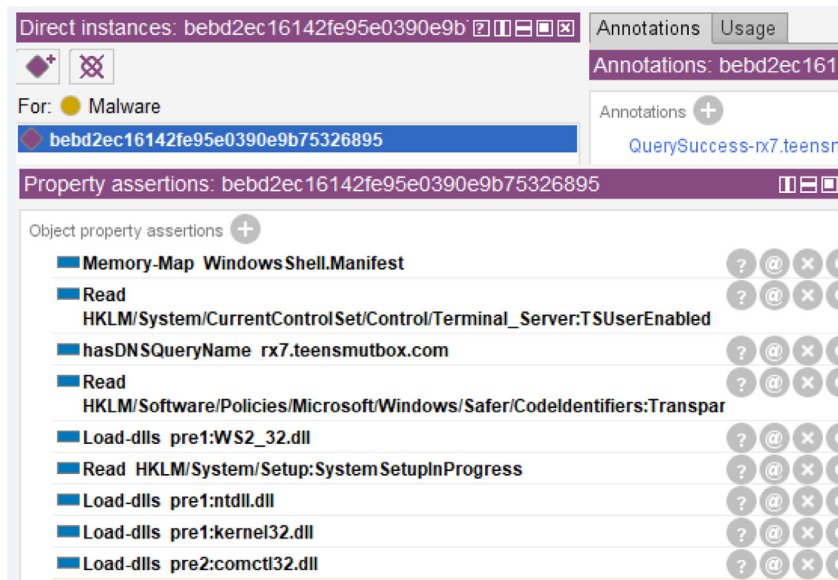 Direct instances: bebd2ec16142fe95e0390e9b
Annotations Usage
Annotations: bebd2ec161
For: Malware
Annotations
bebd2ec16142fe95e0390e9b75326895
QuerySuccess-rx7.teensm
Property assertions: bebd2ec16142fe95e0390e9b75326895
Object property assertions
Memory-Map WindowsShell.Manifest
Read
HKLM/System/CurrentControlSet/Control/Terminal_Server:TSUserEnabled
hasDNSQueryName rx7.teensmutbox.com
Read
HKLM/Software/Policies/Microsoft/Windows/Safer/CodeIdentifiers:Transpar
Load-dlls pre1:WS2_32.dll
Read HKLM/System/Setup:SystemSetupInProgress
Load-dlls pre1:ntdll.dll
Load-dlls pre1:kernel32.dll
Load-dlls pre2:comctl32.dll